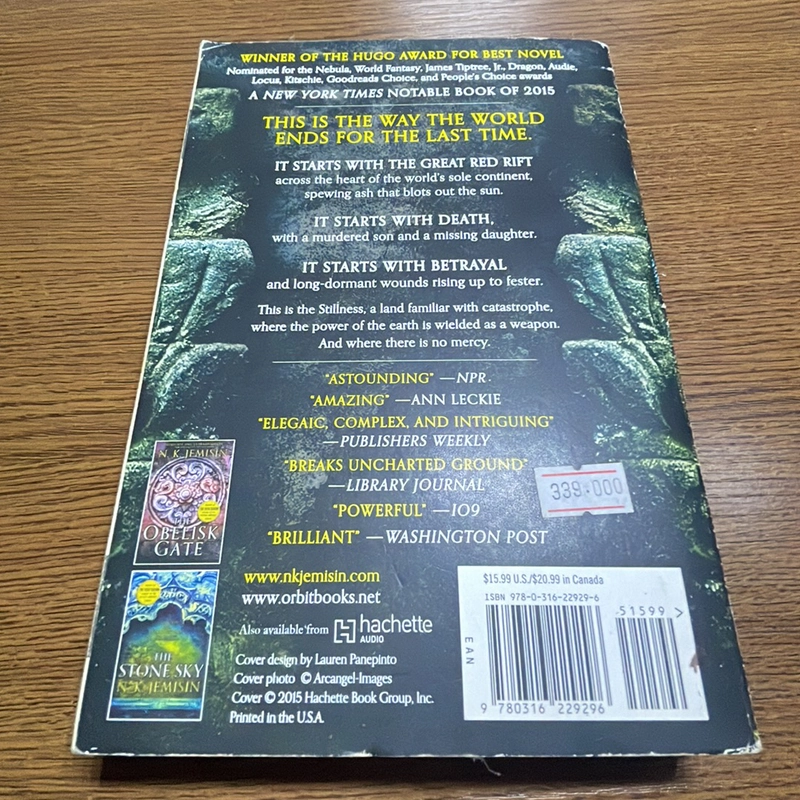 WINNER OF THE HUGO AWARD FOR BEST NOVEL
Nominated for the Nebula, World Fantasy, James Tiptree, Jr., Dragon, Audie,
Locus, Kitschie, Goodreads Choice, and People's Choice awards
A NEW YORK TIMES NOTABLE BOOK OF 2015
THIS IS THE WAY THE WORLD
ENDS FOR THE LAST TIME.
IT STARTS WITH THE GREAT RED RIFT
across the heart of the world's sole continent,
spewing ash that blots out the sun.
IT STARTS WITH DEATH,
with a murdered son and a missing daughter.
IT STARTS WITH BETRAYAL
and long-dormant wounds rising up to fester.
This is the Stillness, a land familiar with catastrophe,
where the power of the earth is wielded as a weapon.
And where there is no mercy.
"ASTOUNDING" —NPR
"AMAZING" —ANN LECKIE
"ELEGAIC, COMPLEX, AND INTRIGUING"
—PUBLISHERS WEEKLY
"BREAKS UNCHARTED GROUND"
—LIBRARY JOURNAL
"POWERFUL" —IO9
"BRILLIANT" —WASHINGTON POST
339.000
N. K. JEMISIN
THE
OBELISK
GATE
THE
STONE SKY
N. K. JEMISIN
www.nkjemisin.com
www.orbitbooks.net
Also available from hachette
AUDIO
Cover design by Lauren Panepinto
Cover photo © Arcangel-Images
Cover © 2015 Hachette Book Group, Inc.
Printed in the U.S.A.
$15.99 U.S./$20.99 in Canada
ISBN 978-0-316-22929-6
51599 >
EAN
9 780316 229296